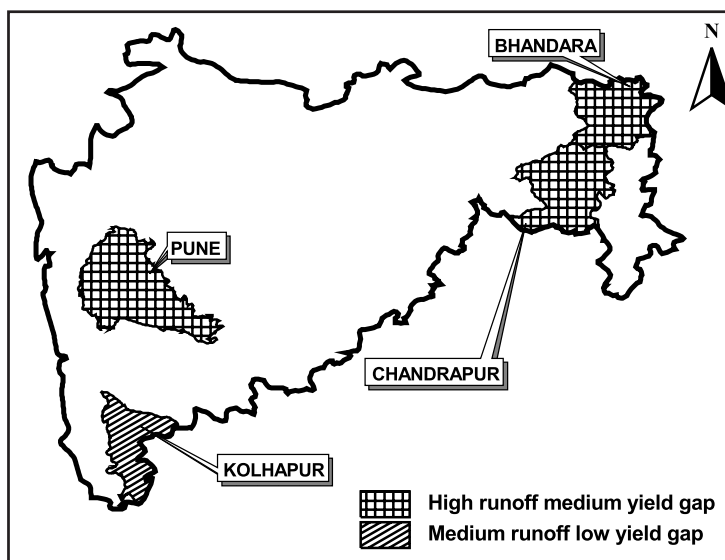 BHANDARA
N
PUNE
CHANDRAPUR
KOLHAPUR
High runoff medium yield gap
Medium runoff low yield gap